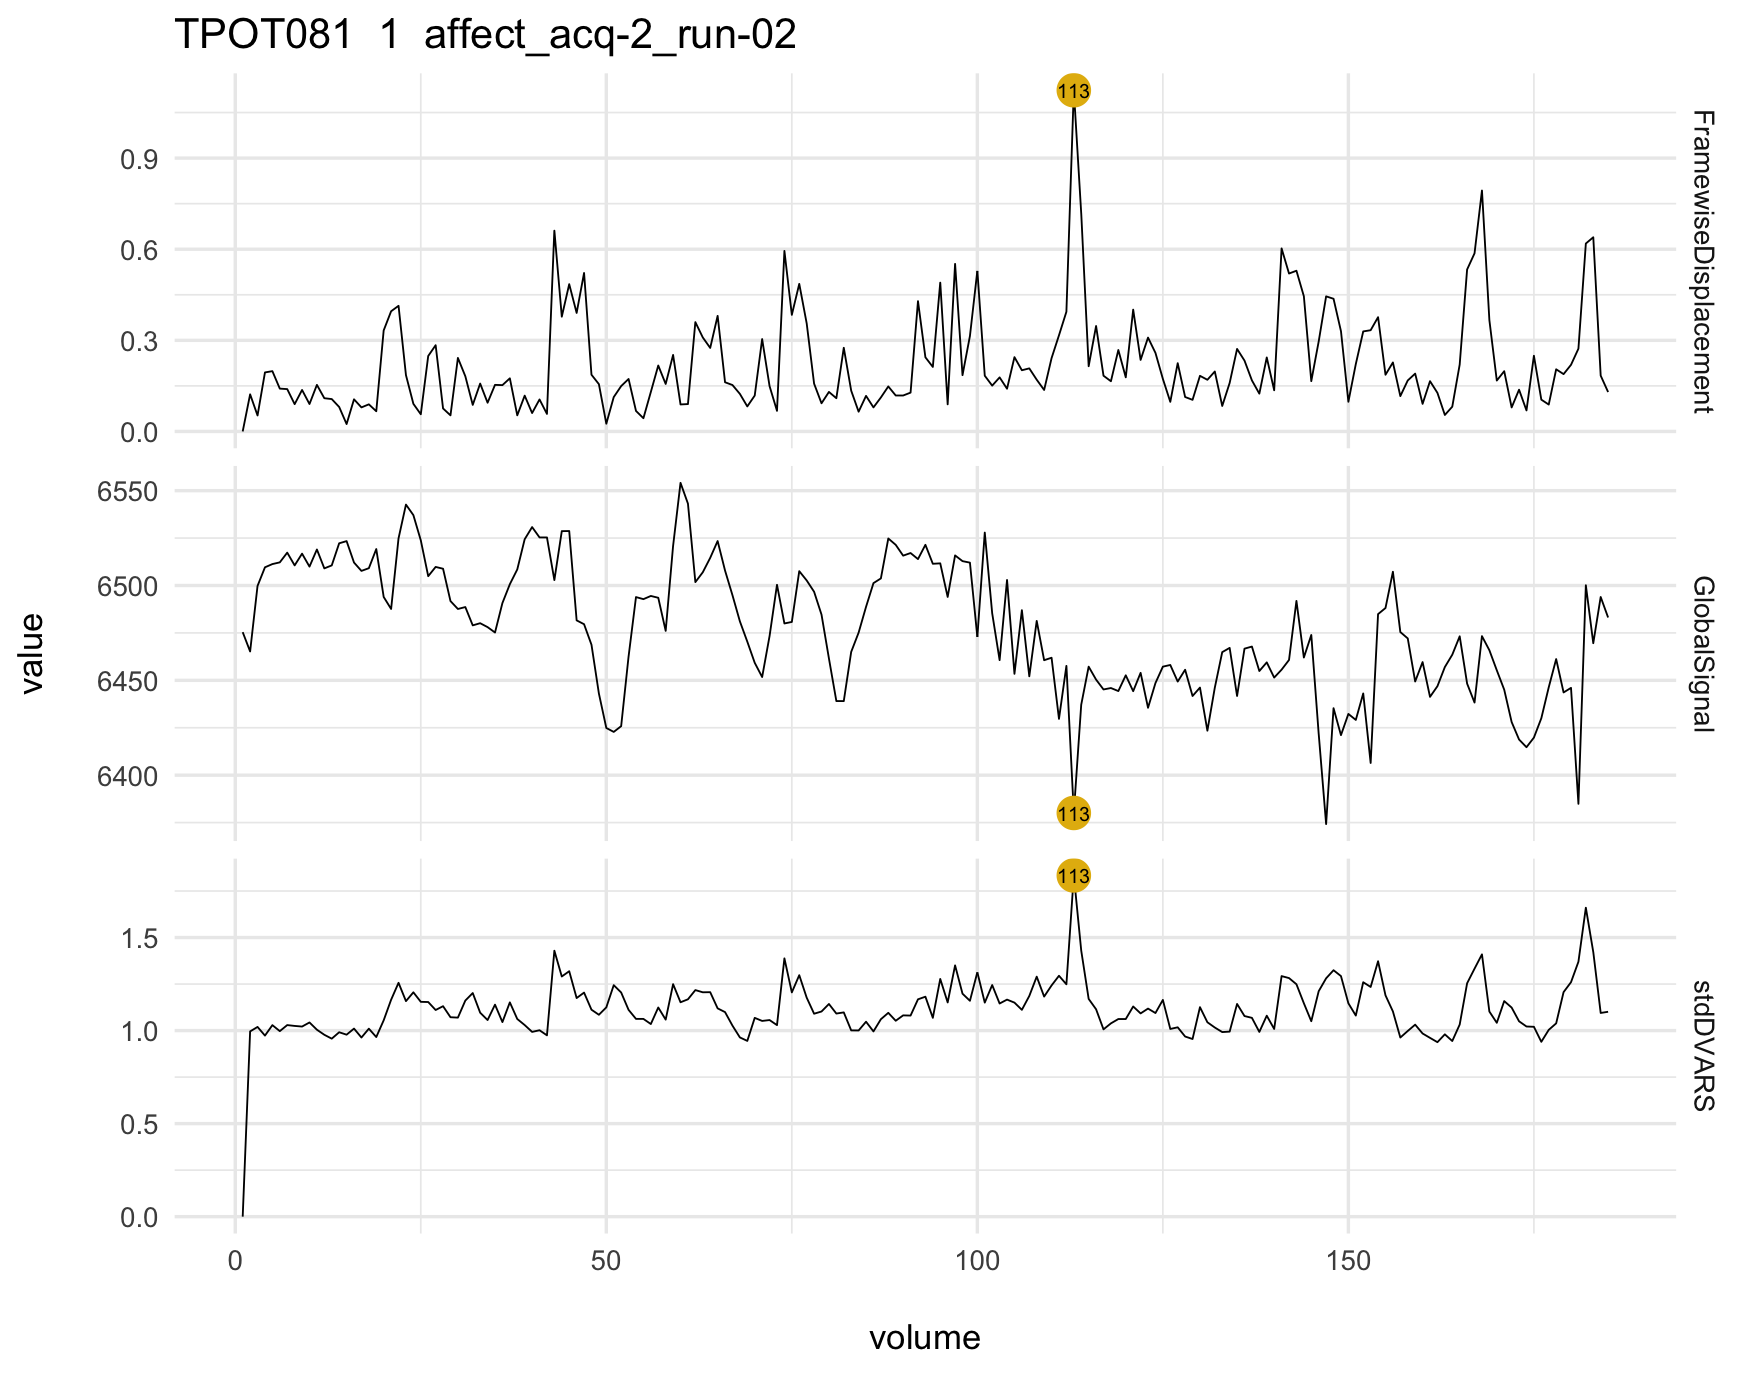 TPOT081 1 affect_acq-2_run-02
113
0.9
0.6
0.3
0.0
FramewiseDisplacement
6550
6500
6450
6400
113
GlobalSignal
value
113
1.5
1.0
0.5
0.0
stdDVARS
0 50 100 150
volume